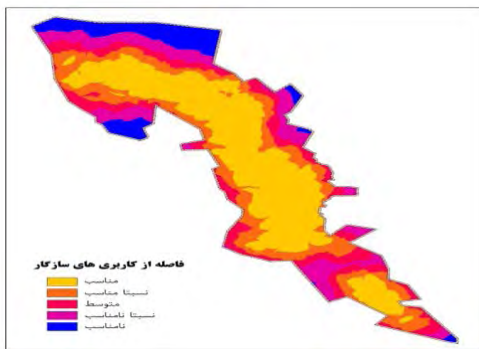 فاصله از کاربری های سازگار
مناسب
نسبتا مناسب
متوسط
نسبتا نامناسب
نامناسب